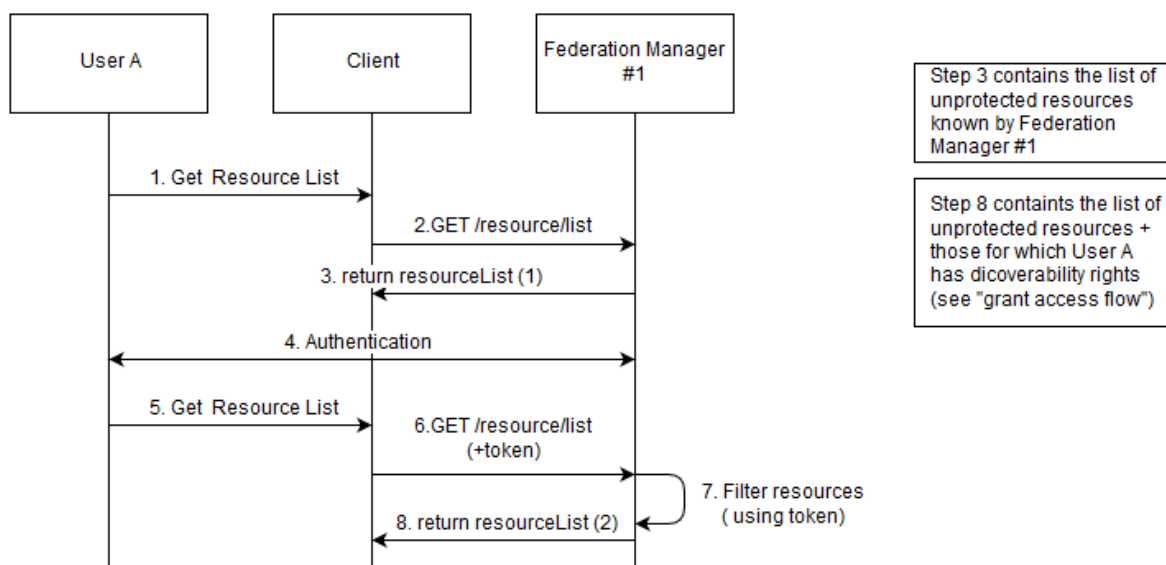 User A
Client
Federation Manager
#1
Step 3 contains the list of
unprotected resources
known by Federation
Manager #1
1. Get Resource List
Step 8 containts the list of
unprotected resources +
those for which User A
has dicoverability rights
(see "grant access flow")
2.GET /resource/list
3. return resourceList (1)
4. Authentication
5. Get Resource List
6.GET /resource/list
(+token)
7. Filter resources
( using token)
8. return resourceList (2)